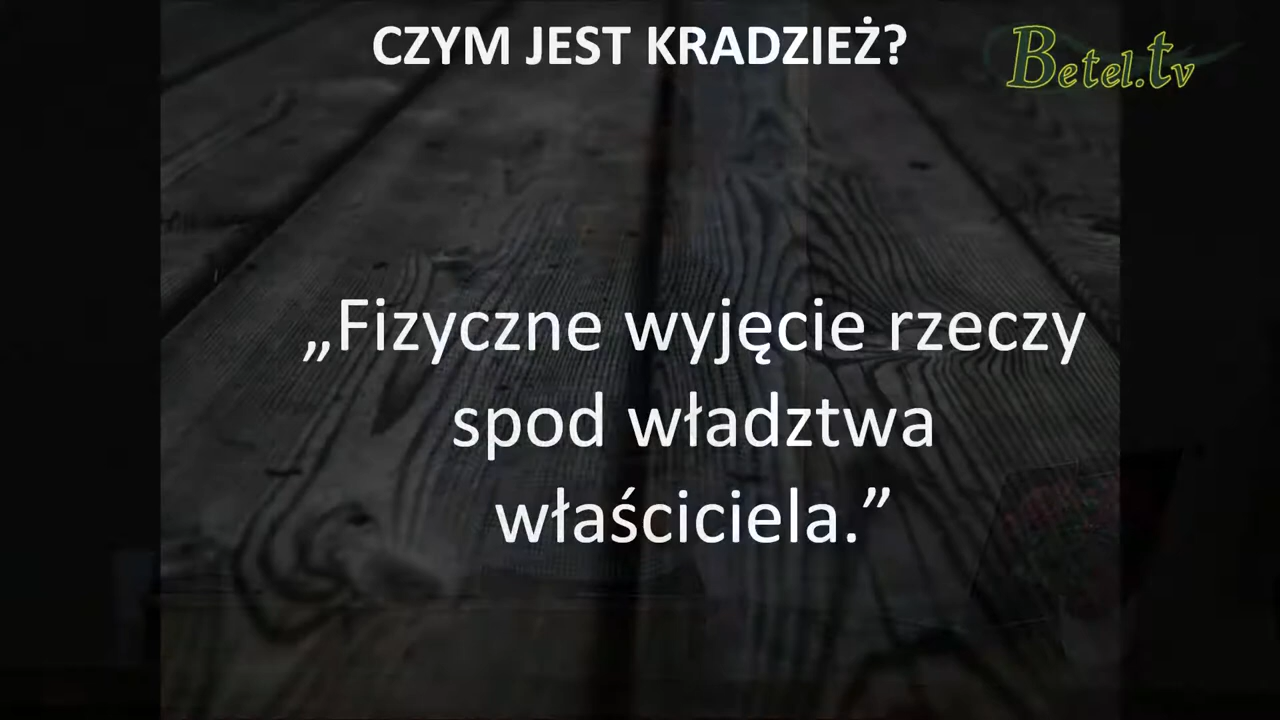 CZYM JEST KRADZIEŻ?
Betel.tv
„Fizyczne wyjęcie rzeczy
spod władztwa
właściciela.”